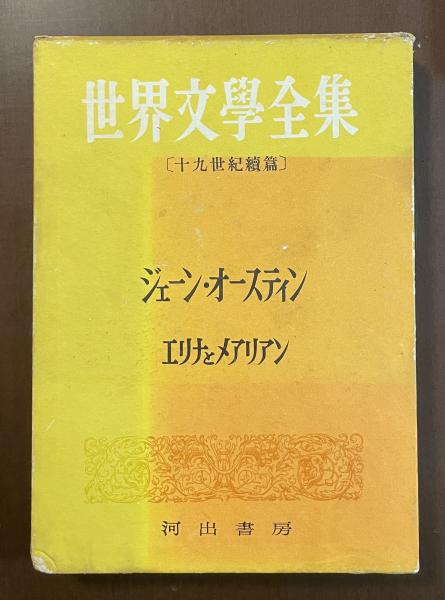 世界文學全集
〔十九世紀續篇〕
ジェーン・オースティン
エリナとメアリアン
河出書房